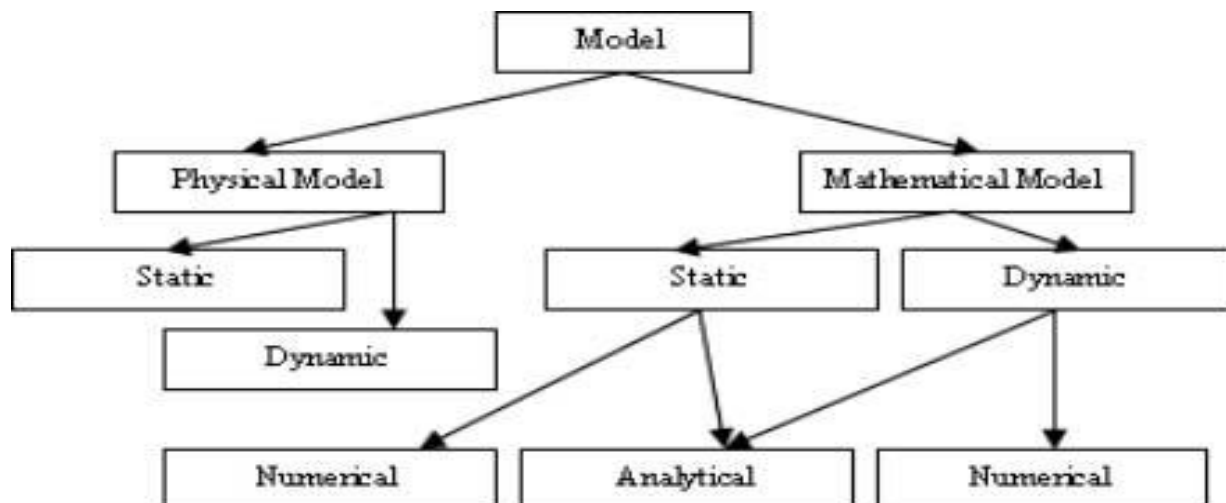 Model
Physical Model
Mathematical Model
Static
Static
Dynamic
Dynamic
Numerical
Analytical
Numerical